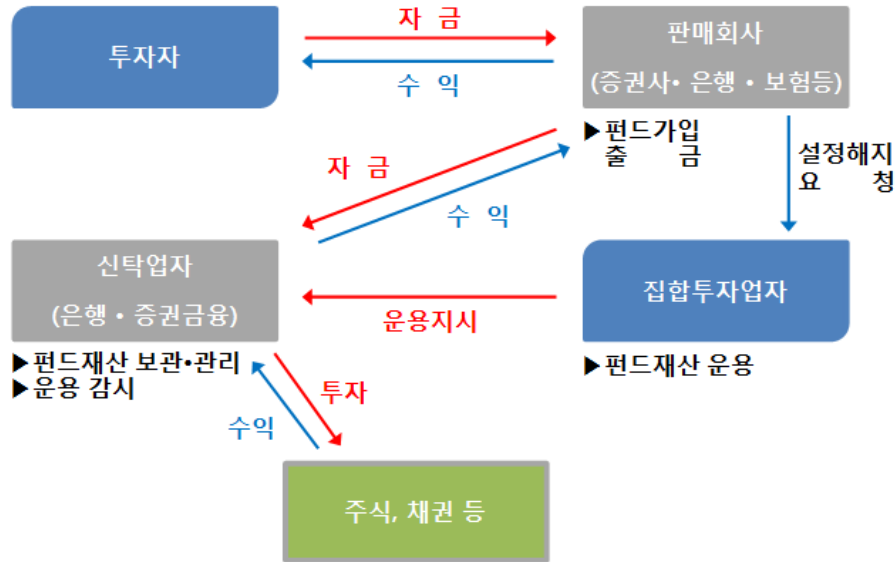 자 금
투자자
수 익
판매회사
(증권사• 은행 • 보험등)
▶펀드가입
출 금
설정해지
요 청
자 금
수 익
신탁업자
(은행 • 증권금융)
운용지시
집합투자업자
▶펀드재산 보관•관리
▶운용 감시
▶펀드재산 운용
투자
수익
주식, 채권 등